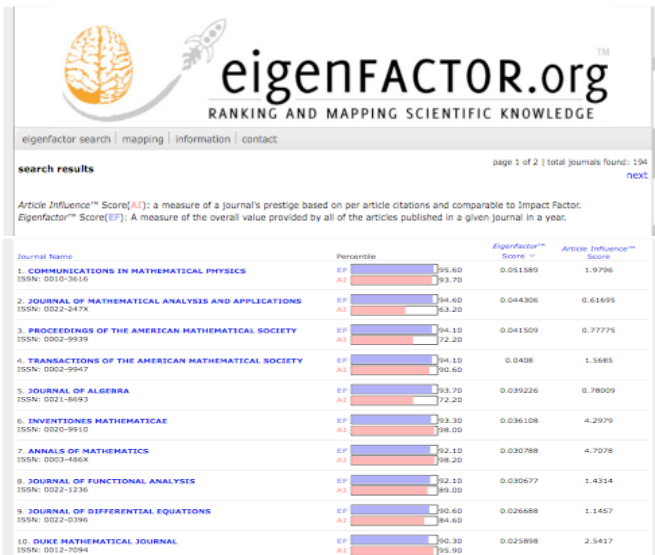 eigenFACTOR.org
TM
RANKING AND MAPPING SCIENTIFIC KNOWLEDGE
eigenfactor search | mapping | information | contact
search results
page 1 of 2 | total journals found: 194
next
Article Influence™ Score(AI): a measure of a journal's prestige based on per article citations and comparable to Impact Factor.
Eigenfactor™ Score(EF): A measure of the overall value provided by all of the articles published in a given journal in a year.
Journal Name Percentile Eigenfactor™ Score Article Influence™ Score
1. COMMUNICATIONS IN MATHEMATICAL PHYSICS EF 95.60 0.051589 1.9796
ISSN: 0010-3616 AI 93.70
2. JOURNAL OF MATHEMATICAL ANALYSIS AND APPLICATIONS EF 94.60 0.044306 0.61695
ISSN: 0022-247X AI 63.20
3. PROCEEDINGS OF THE AMERICAN MATHEMATICAL SOCIETY EF 94.10 0.041509 0.77775
ISSN: 0002-9939 AI 72.20
4. TRANSACTIONS OF THE AMERICAN MATHEMATICAL SOCIETY EF 94.10 0.0408 1.5685
ISSN: 0002-9947 AI 90.60
5. JOURNAL OF ALGEBRA EF 93.70 0.039226 0.78009
ISSN: 0021-8693 AI 72.20
6. INVENTIONES MATHEMATICAE EF 93.30 0.036108 4.2979
ISSN: 0020-9910 AI 98.00
7. ANNALS OF MATHEMATICS EF 92.10 0.030788 4.7078
ISSN: 0003-486X AI 98.20
8. JOURNAL OF FUNCTIONAL ANALYSIS EF 92.10 0.030677 1.4314
ISSN: 0022-1236 AI 89.00
9. JOURNAL OF DIFFERENTIAL EQUATIONS EF 90.60 0.026688 1.1457
ISSN: 0022-0396 AI 84.60
10. DUKE MATHEMATICAL JOURNAL EF 90.30 0.025898 2.5417
ISSN: 0012-7094 AI 95.90